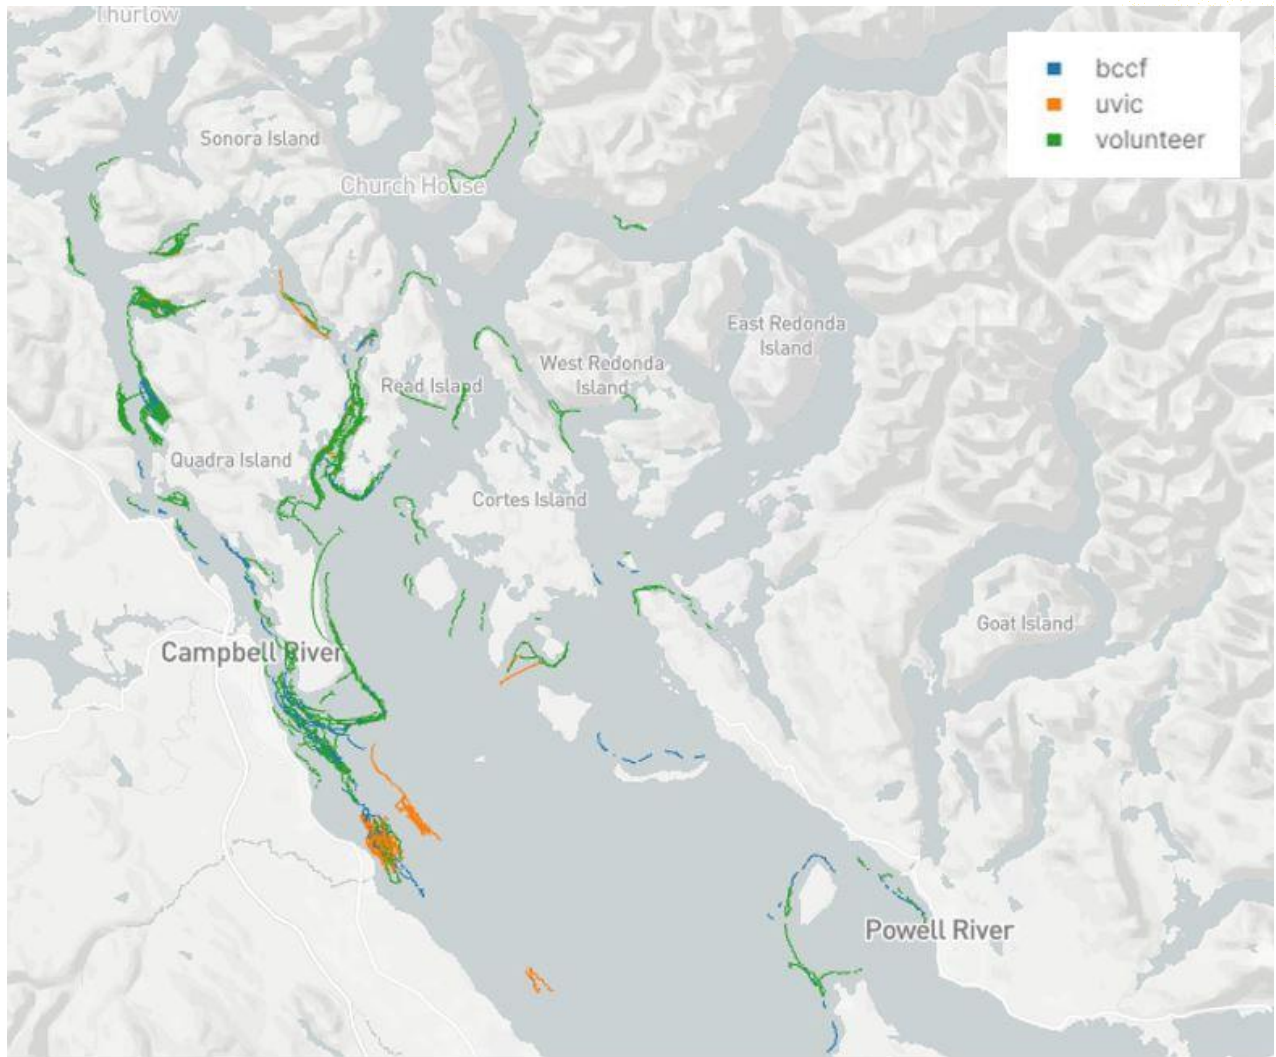 Thurlow
bccf
uvic
volunteer
Sonora Island
Church House
East Redonda
Island
West Redonda
Island
Read Island
Quadra Island
Cortes Island
Goat Island
Campbell River
Powell River